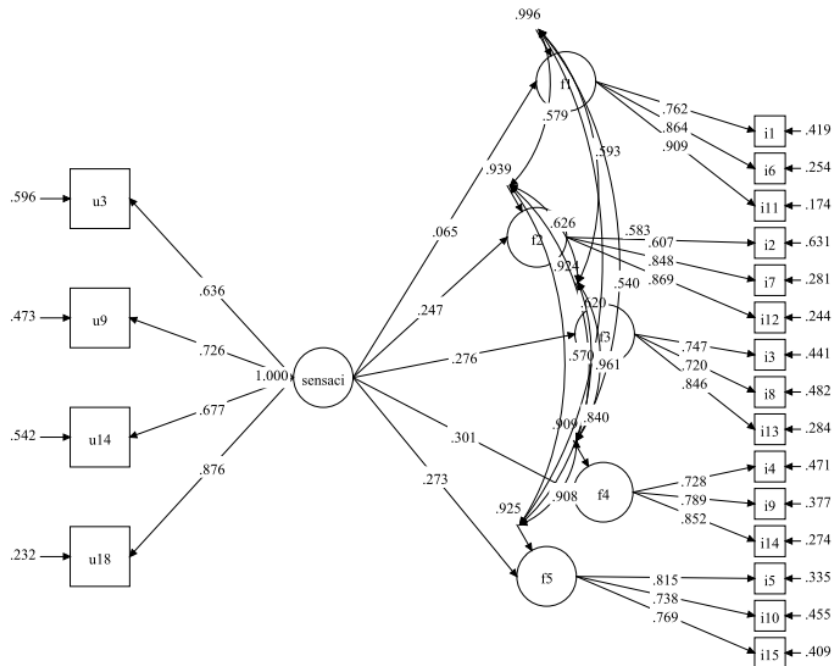 .996
f1
.762
.864
.909
i1
.419
i6
.254
i11
.174
.579
.593
.939
f2
.626
.583
.607
.848
.869
i2
.631
i7
.281
i12
.244
.596
u3
.065
.924
.540
.636
.247
.620
f3
.747
.720
.846
i3
.441
i8
.482
i13
.284
.473
u9
.726
.276
.570
.961
1.000
sensaci
.677
.542
u14
.301
.909
.840
.876
.273
f4
.908
.728
.789
.852
i4
.471
i9
.377
i14
.274
.925
.232
u18
f5
.815
.738
.769
i5
.335
i10
.455
i15
.409